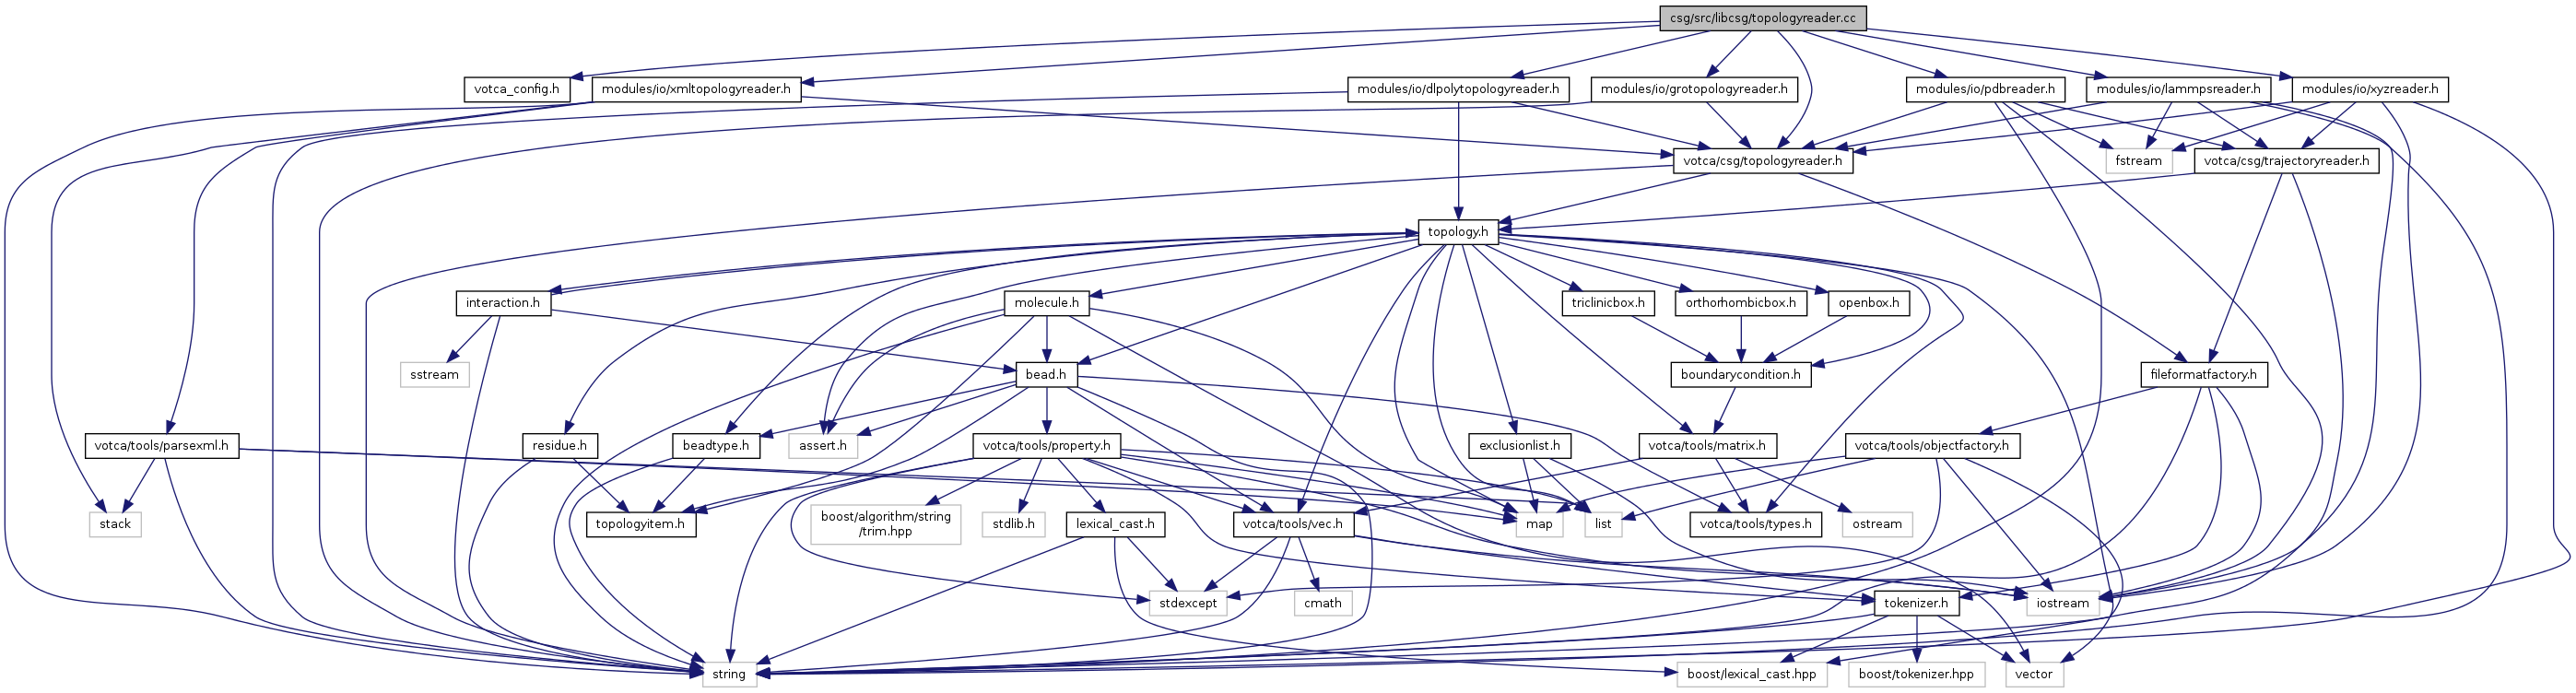 csg/src/libcsg/topologyreader.cc
votca_config.h
modules/io/xmltopologyreader.h
modules/io/dlpolytopologyreader.h
modules/io/grotopologyreader.h
modules/io/pdbreader.h
modules/io/lammpsreader.h
modules/io/xyzreader.h
votca/csg/topologyreader.h
fstream
votca/csg/trajectoryreader.h
topology.h
interaction.h
molecule.h
triclinicbox.h
orthorhombicbox.h
openbox.h
sstream
bead.h
boundarycondition.h
fileformatfactory.h
votca/tools/parsexml.h
residue.h
beadtype.h
assert.h
votca/tools/property.h
exclusionlist.h
votca/tools/matrix.h
votca/tools/objectfactory.h
stack
topologyitem.h
boost/algorithm/string
/trim.hpp
stdlib.h
lexical_cast.h
votca/tools/vec.h
map
list
votca/tools/types.h
ostream
stdexcept
cmath
tokenizer.h
iostream
string
boost/lexical_cast.hpp
boost/tokenizer.hpp
vector